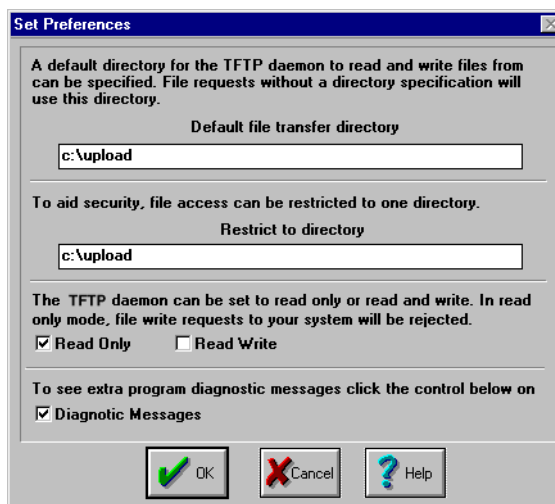 Set Preferences
A default directory for the TFTP daemon to read and write files from
can be specified. File requests without a directory specification will
use this directory.
Default file transfer directory
c:\upload
To aid security, file access can be restricted to one directory.
Restrict to directory
c:\upload
The TFTP daemon can be set to read only or read and write. In read
only mode, file write requests to your system will be rejected.
Read Only Read Write
To see extra program diagnostic messages click the control below on
Diagnotic Messages
OK Cancel Help